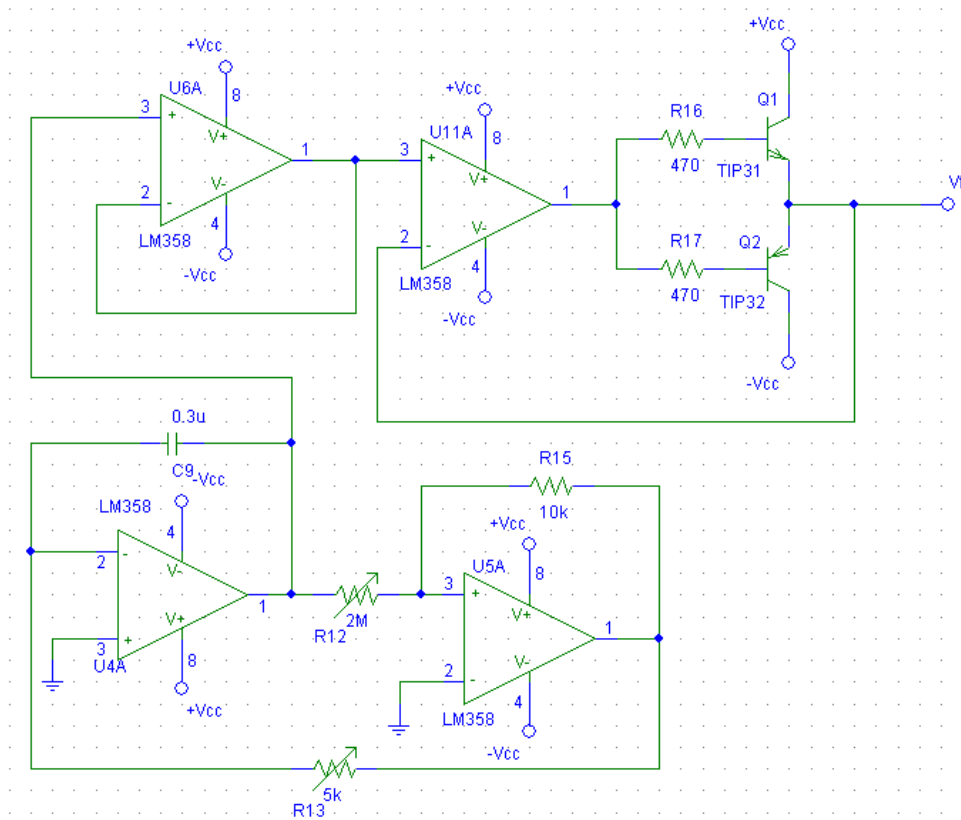 +Vcc
U6A
8
3
+
V+
1
V-
2
-
4
LM358
-Vcc
+Vcc
U11A
8
3
+
V+
1
V-
2
-
4
LM358
-Vcc
+Vcc
Q1
R16
470
TIP31
R17
Q2
470
TIP32
-Vcc
0.3u
C9
-Vcc
LM358
4
2
-
V-
1
V+
3
+
U4A
8
+Vcc
R12
2M
R15
10k
+Vcc
U5A
8
3
+
V+
1
V-
2
-
4
LM358
-Vcc
5k
R13